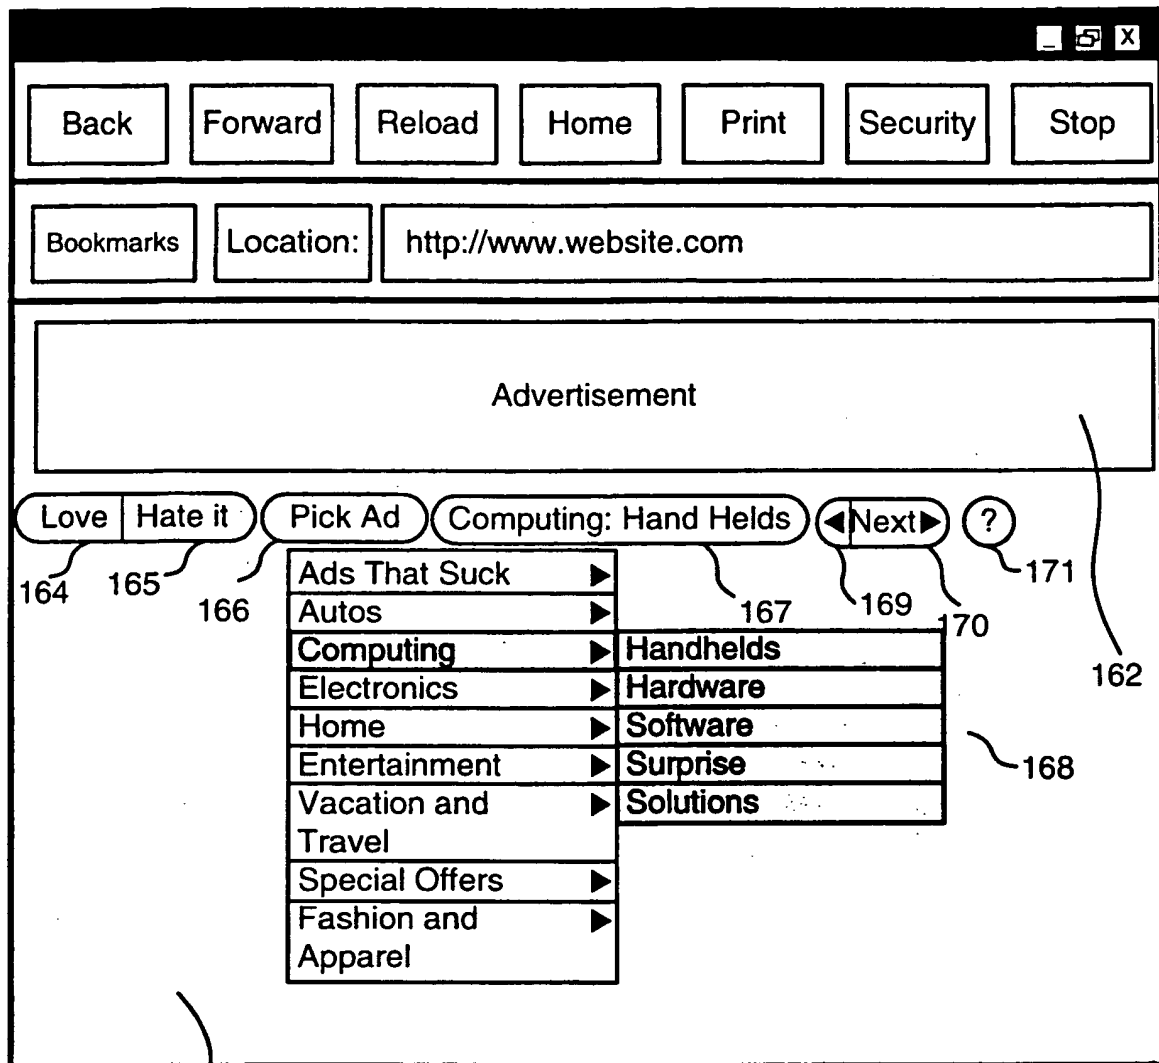 _ X
Back Forward Reload Home Print Security Stop
Bookmarks Location: http://www.website.com
Advertisement
Love Hate it Pick Ad Computing: Hand Helds Next ?
164 165 166 167 169 170 171
162
Ads That Suck
Autos
Computing Handhelds
Electronics Hardware
Home Software
Entertainment Surprise
Vacation and Solutions
Travel
168
Special Offers
Fashion and
Apparel